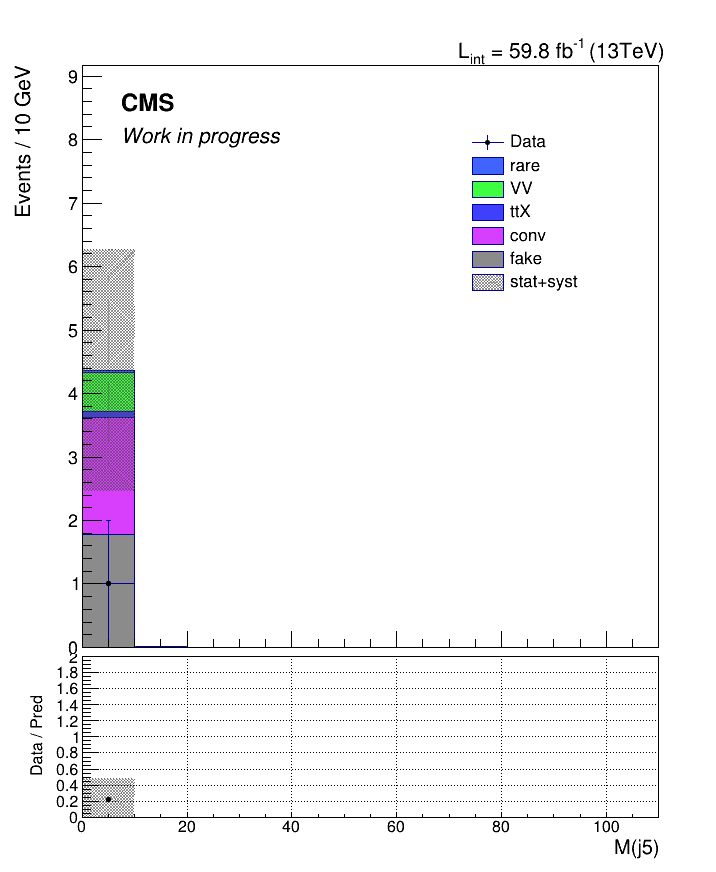 L_int = 59.8 fb^-1 (13TeV)
Events / 10 GeV
CMS
Work in progress
Data
rare
VV
ttX
conv
fake
stat+syst
9
8
7
6
5
4
3
2
1
0
Data / Pred
2
1.8
1.6
1.4
1.2
1
0.8
0.6
0.4
0.2
0
0 20 40 60 80 100
M(j5)